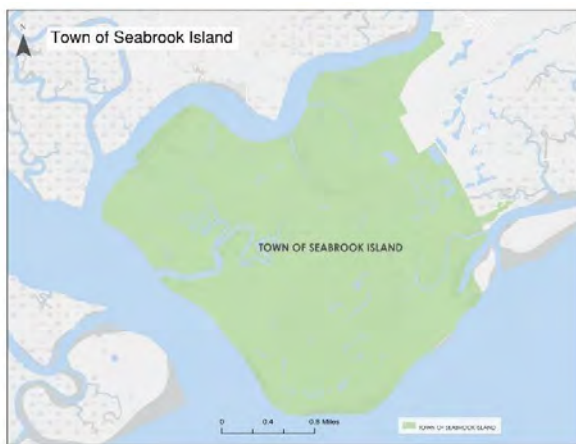 N
Town of Seabrook Island
TOWN OF SEABROOK ISLAND
0 0.4 0.8 Miles
TOWN OF SEABROOK ISLAND